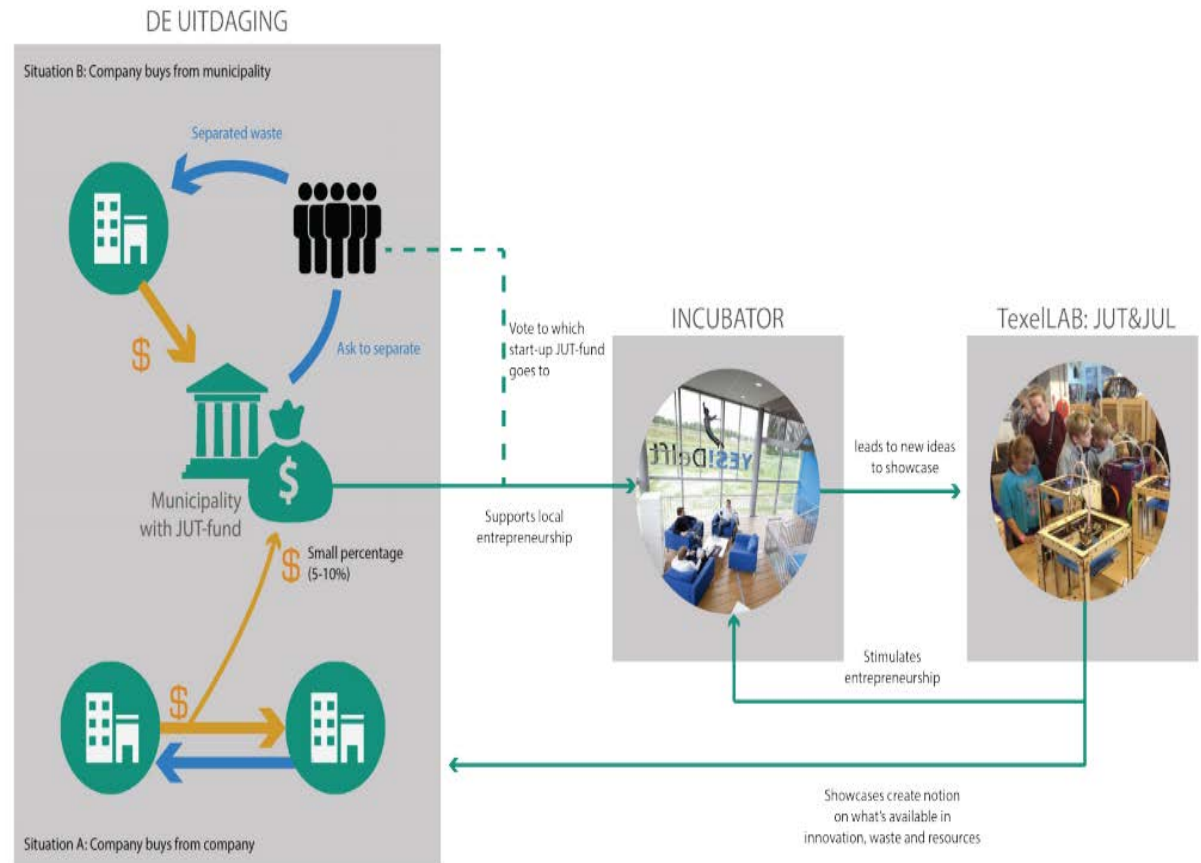 DE UITDAGING
Situation B: Company buys from municipality
Separated waste
$
Ask to separate
$
Municipality
with JUT-fund
$
Small percentage
(5-10%)
$
Situation A: Company buys from company
Vote to which
start-up JUT-fund
goes to
Supports local
entrepreneurship
INCUBATOR
YES!Delft
leads to new ideas
to showcase
TexelLAB: JUT&JUL
Stimulates
entrepreneurship
Showcases create notion
on what's available in
innovation, waste and resources